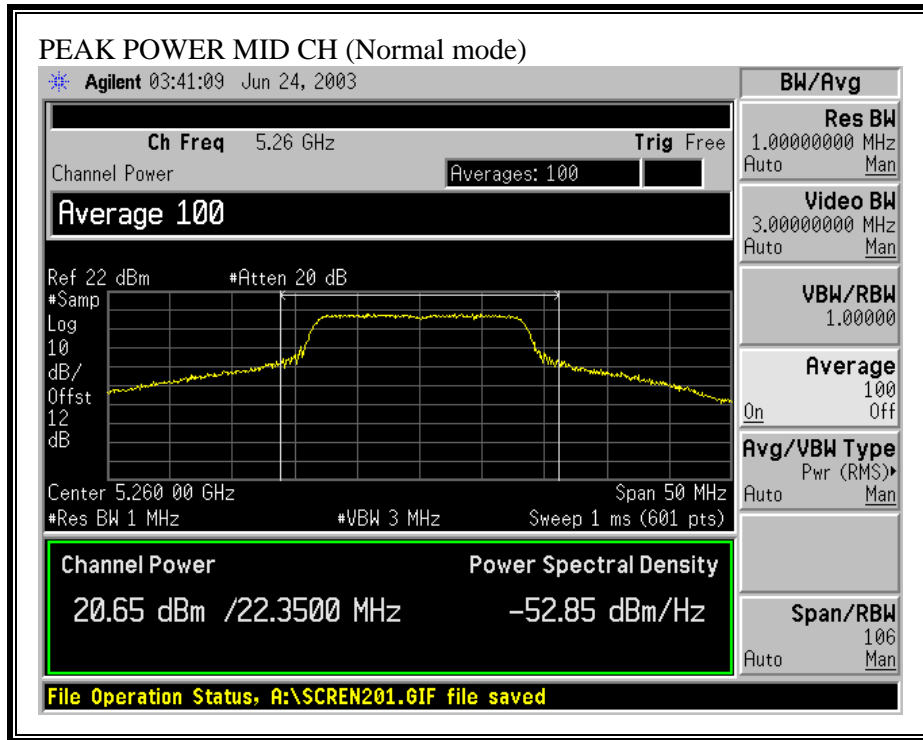 PEAK POWER MID CH (Normal mode)
Agilent 03:41:09 Jun 24, 2003
Ch Freq 5.26 GHz Trig Free
Channel Power Averages: 100
Average 100
Ref 22 dBm #Atten 20 dB
#Samp
Log
10
dB/
Offst
12
dB
Center 5.260 00 GHz Span 50 MHz
#Res BW 1 MHz #VBW 3 MHz Sweep 1 ms (601 pts)
Channel Power Power Spectral Density
20.65 dBm /22.3500 MHz -52.85 dBm/Hz
File Operation Status, A:\SCREN201.GIF file saved
BW/Avg
Res BW
1.00000000 MHz
Auto Man
Video BW
3.00000000 MHz
Auto Man
VBW/RBW
1.00000
Average
100
On Off
Avg/VBW Type
Pwr (RMS)▸
Auto Man
Span/RBW
106
Auto Man